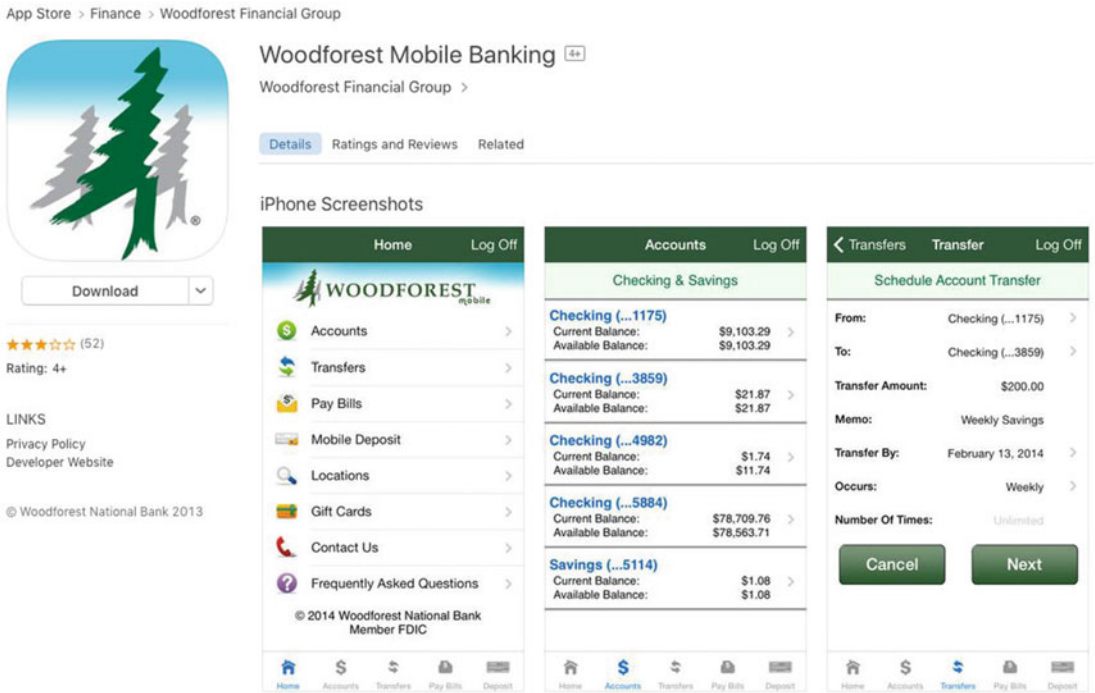 App Store > Finance > Woodforest Financial Group
Woodforest Mobile Banking 4+
Woodforest Financial Group >
Details Ratings and Reviews Related
iPhone Screenshots
®
Download
(52)
Rating: 4+
LINKS
Privacy Policy
Developer Website
© Woodforest National Bank 2013
Home Log Off
WOODFOREST
mobile
Accounts
Transfers
Pay Bills
Mobile Deposit
Locations
Gift Cards
Contact Us
Frequently Asked Questions
© 2014 Woodforest National Bank
Member FDIC
Home Accounts Transfers Pay Bills Deposit
Accounts Log Off
Checking & Savings
Checking (...1175)
Current Balance: $9,103.29
Available Balance: $9,103.29
Checking (...3859)
Current Balance: $21.87
Available Balance: $21.87
Checking (...4982)
Current Balance: $1.74
Available Balance: $11.74
Checking (...5884)
Current Balance: $78,709.76
Available Balance: $78,563.71
Savings (...5114)
Current Balance: $1.08
Available Balance: $1.08
Home Accounts Transfers Pay Bills Deposit
Transfers Transfer Log Off
Schedule Account Transfer
From: Checking (...1175)
To: Checking (...3859)
Transfer Amount: $200.00
Memo: Weekly Savings
Transfer By: February 13, 2014
Occurs: Weekly
Number Of Times: Unlimited
Cancel Next
Home Accounts Transfers Pay Bills Deposit